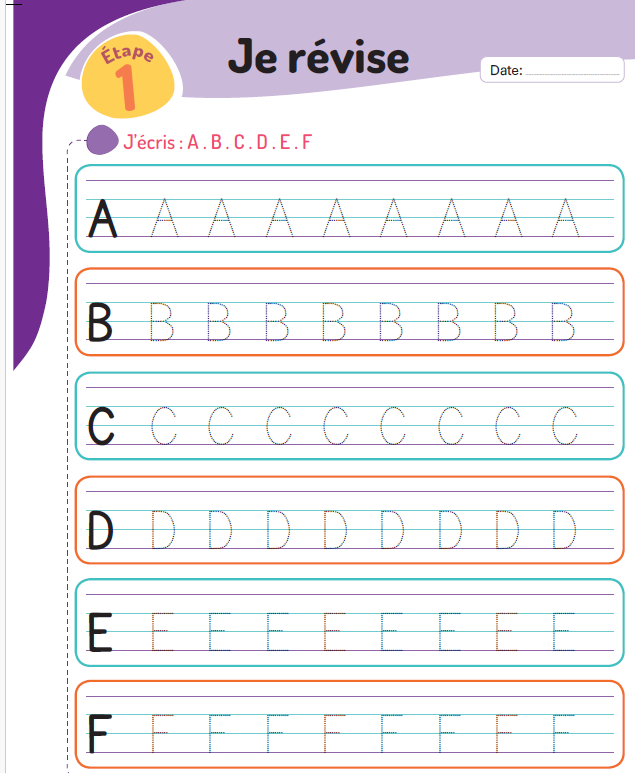 Étape
1
Je révise
Date:
J'écris : A . B . C . D . E . F
A A A A A A A A A
B B B B B B B B B
C C C C C C C C C
D D D D D D D D D
E E E E E E E E E
F F F F F F F F F